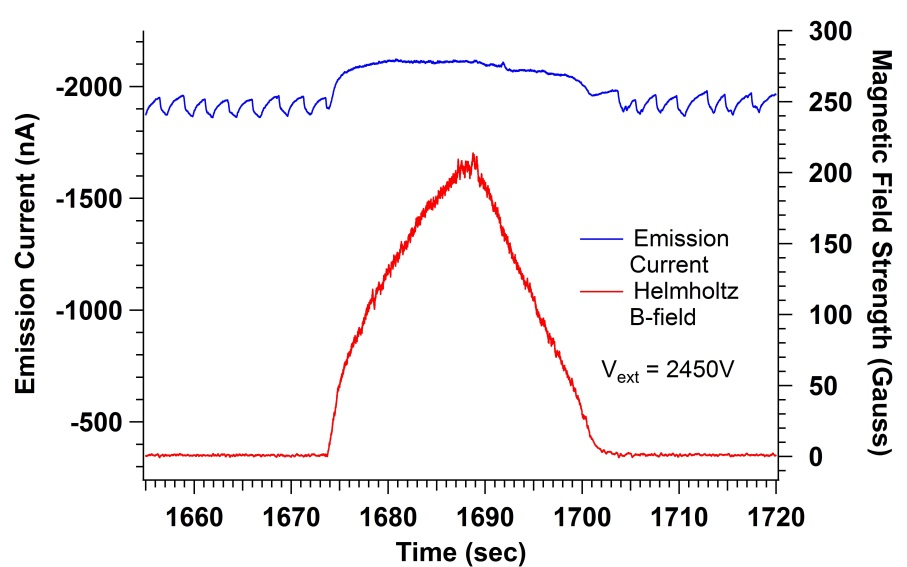 300
250
200
150
100
50
0
Magnetic Field Strength (Gauss)
-2000
-1500
-1000
-500
Emission Current (nA)
Emission
Current
Helmholtz
B-field
Vext = 2450V
1660 1670 1680 1690 1700 1710 1720
Time (sec)